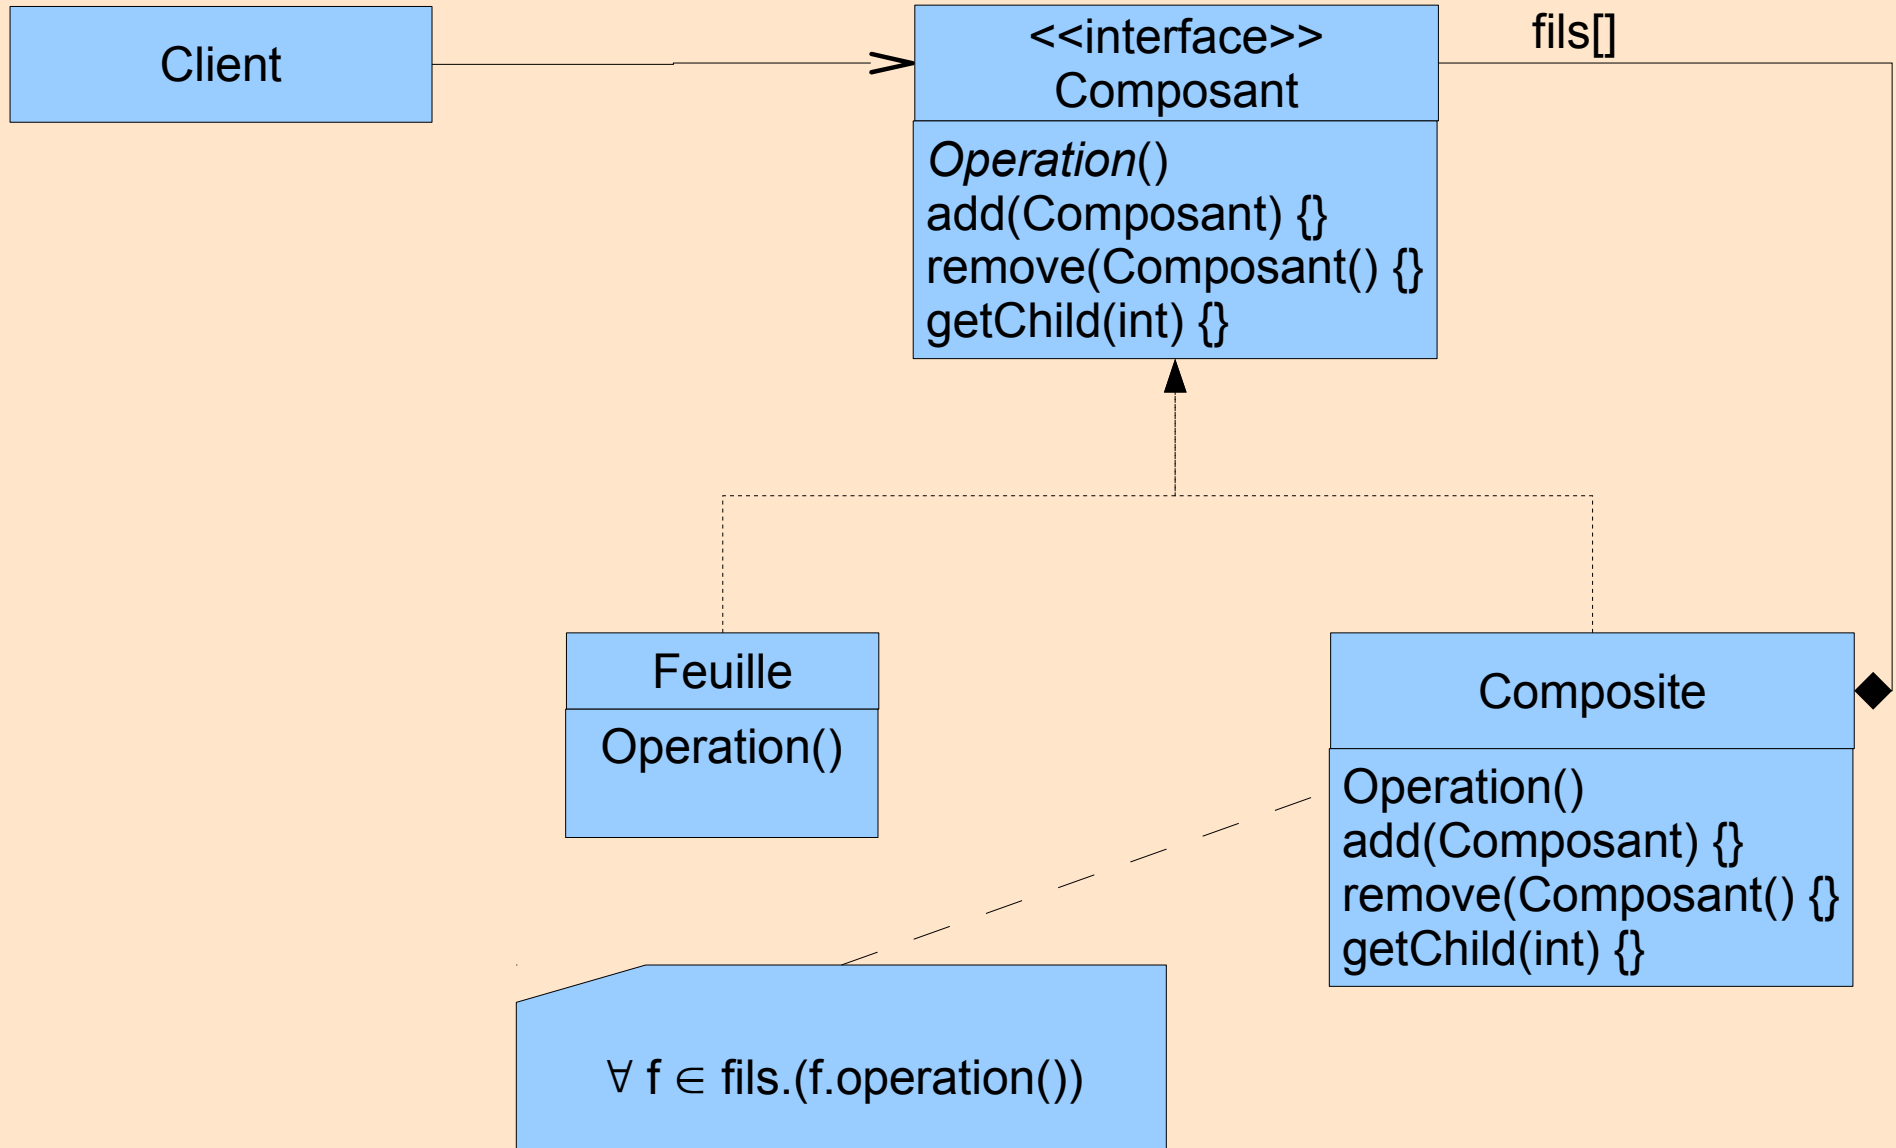 Client
<<interface>>
Composant
fils[]
Operation()
add(Composant) {}
remove(Composant() {}
getChild(int) {}
Feuille
Operation()
Composite
Operation()
add(Composant) {}
remove(Composant() {}
getChild(int) {}
∀ f ∈ fils.(f.operation())